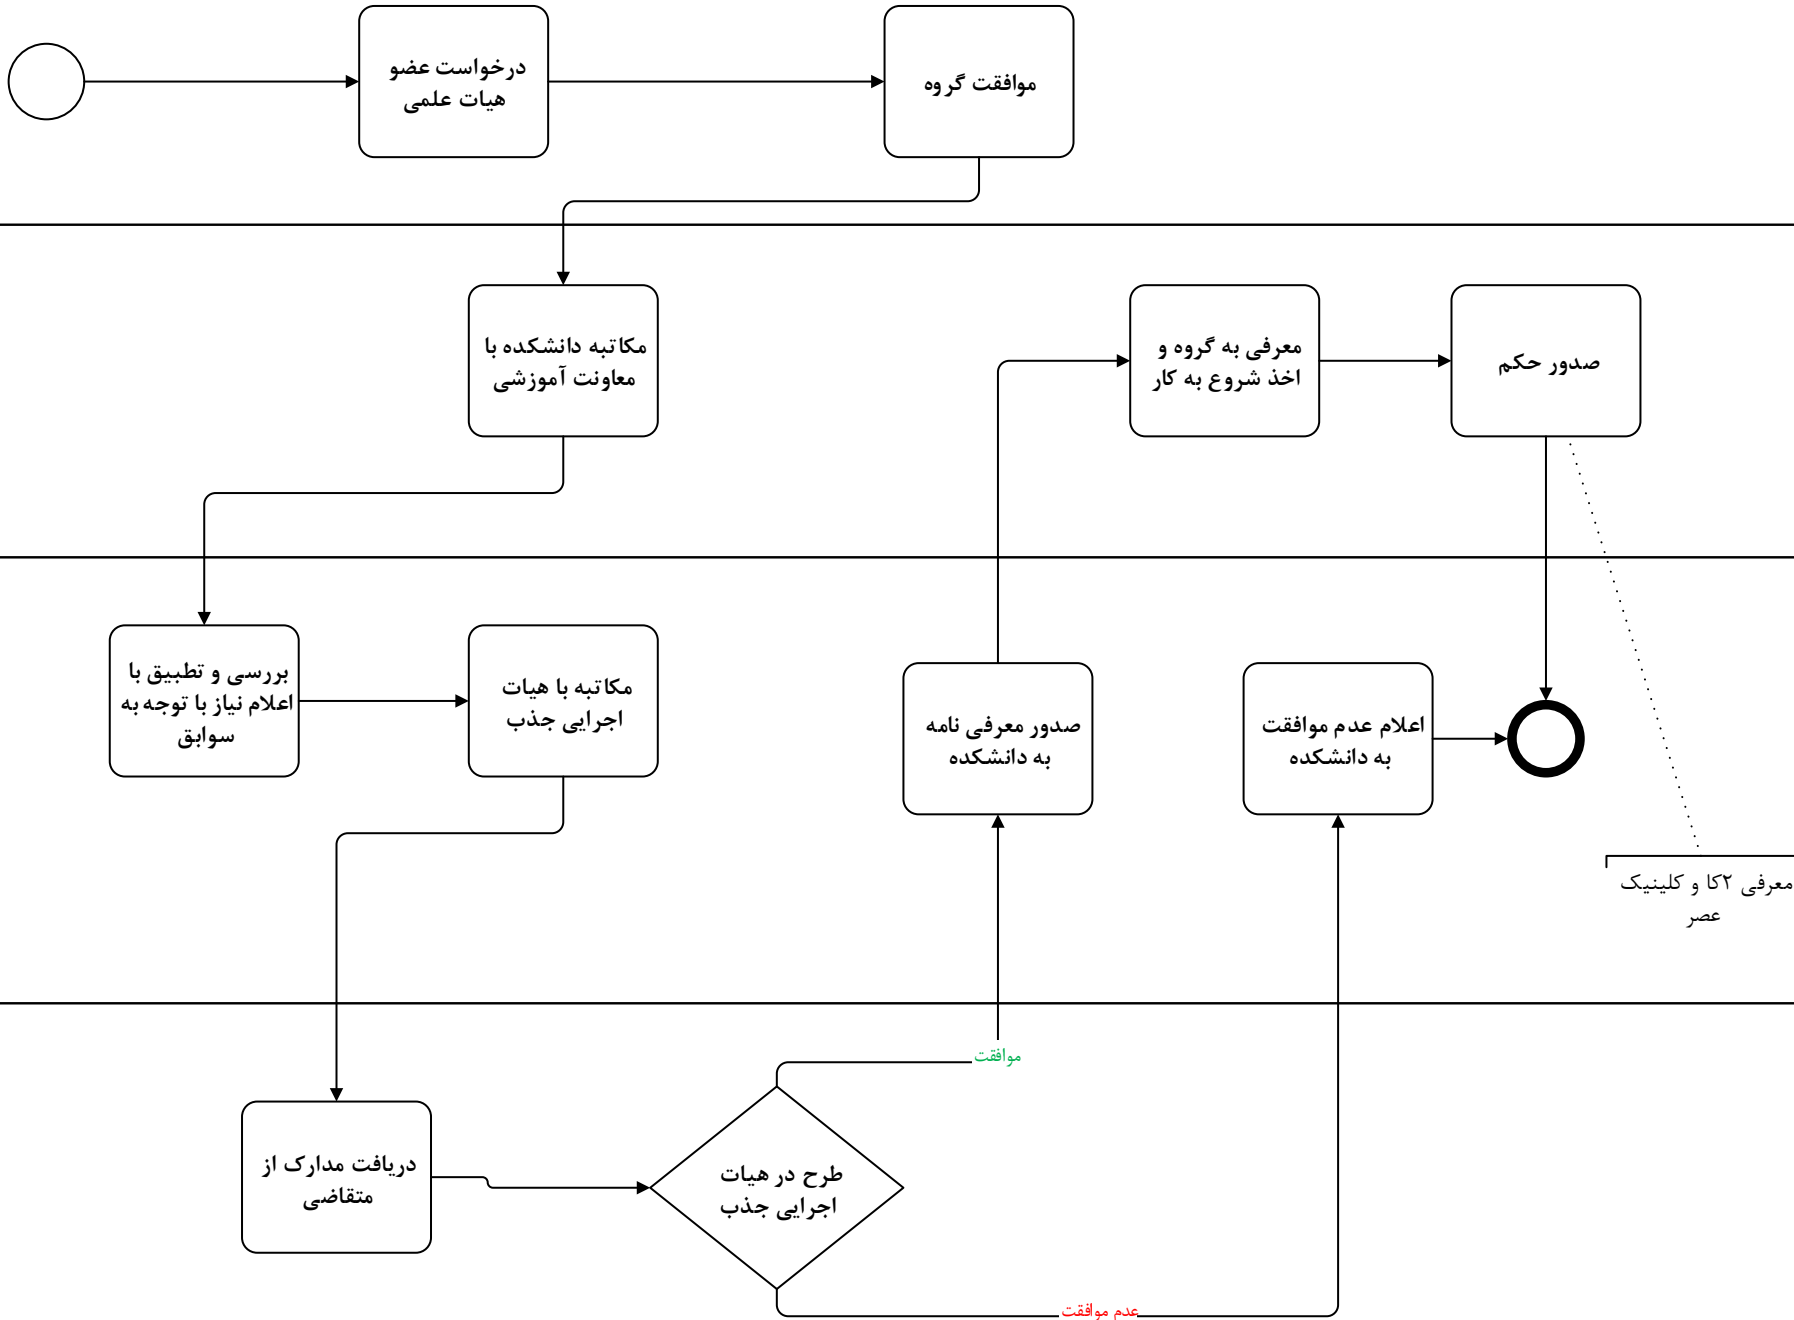 درخواست عضو
هیات علمی
موافقت گروه
مکاتبه دانشکده با
معاونت آموزشی
معرفی به گروه و
اخذ شروع به کار
صدور حکم
بررسی و تطبیق با
اعلام نیاز با توجه به
سوابق
مکاتبه با هیات
اجرایی جذب
صدور معرفی نامه
به دانشکده
اعلام عدم موافقت
به دانشکده
معرفی ۲کا و کلینیک
عصر
موافقت
دریافت مدارک از
متقاضی
طرح در هیات
اجرایی جذب
عدم موافقت